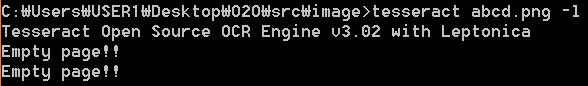 C:₩Users₩USER1₩Desktop₩O2O₩src₩image>tesseract abcd.png -l
Tesseract Open Source OCR Engine v3.02 with Leptonica
Empty page!!
Empty page!!